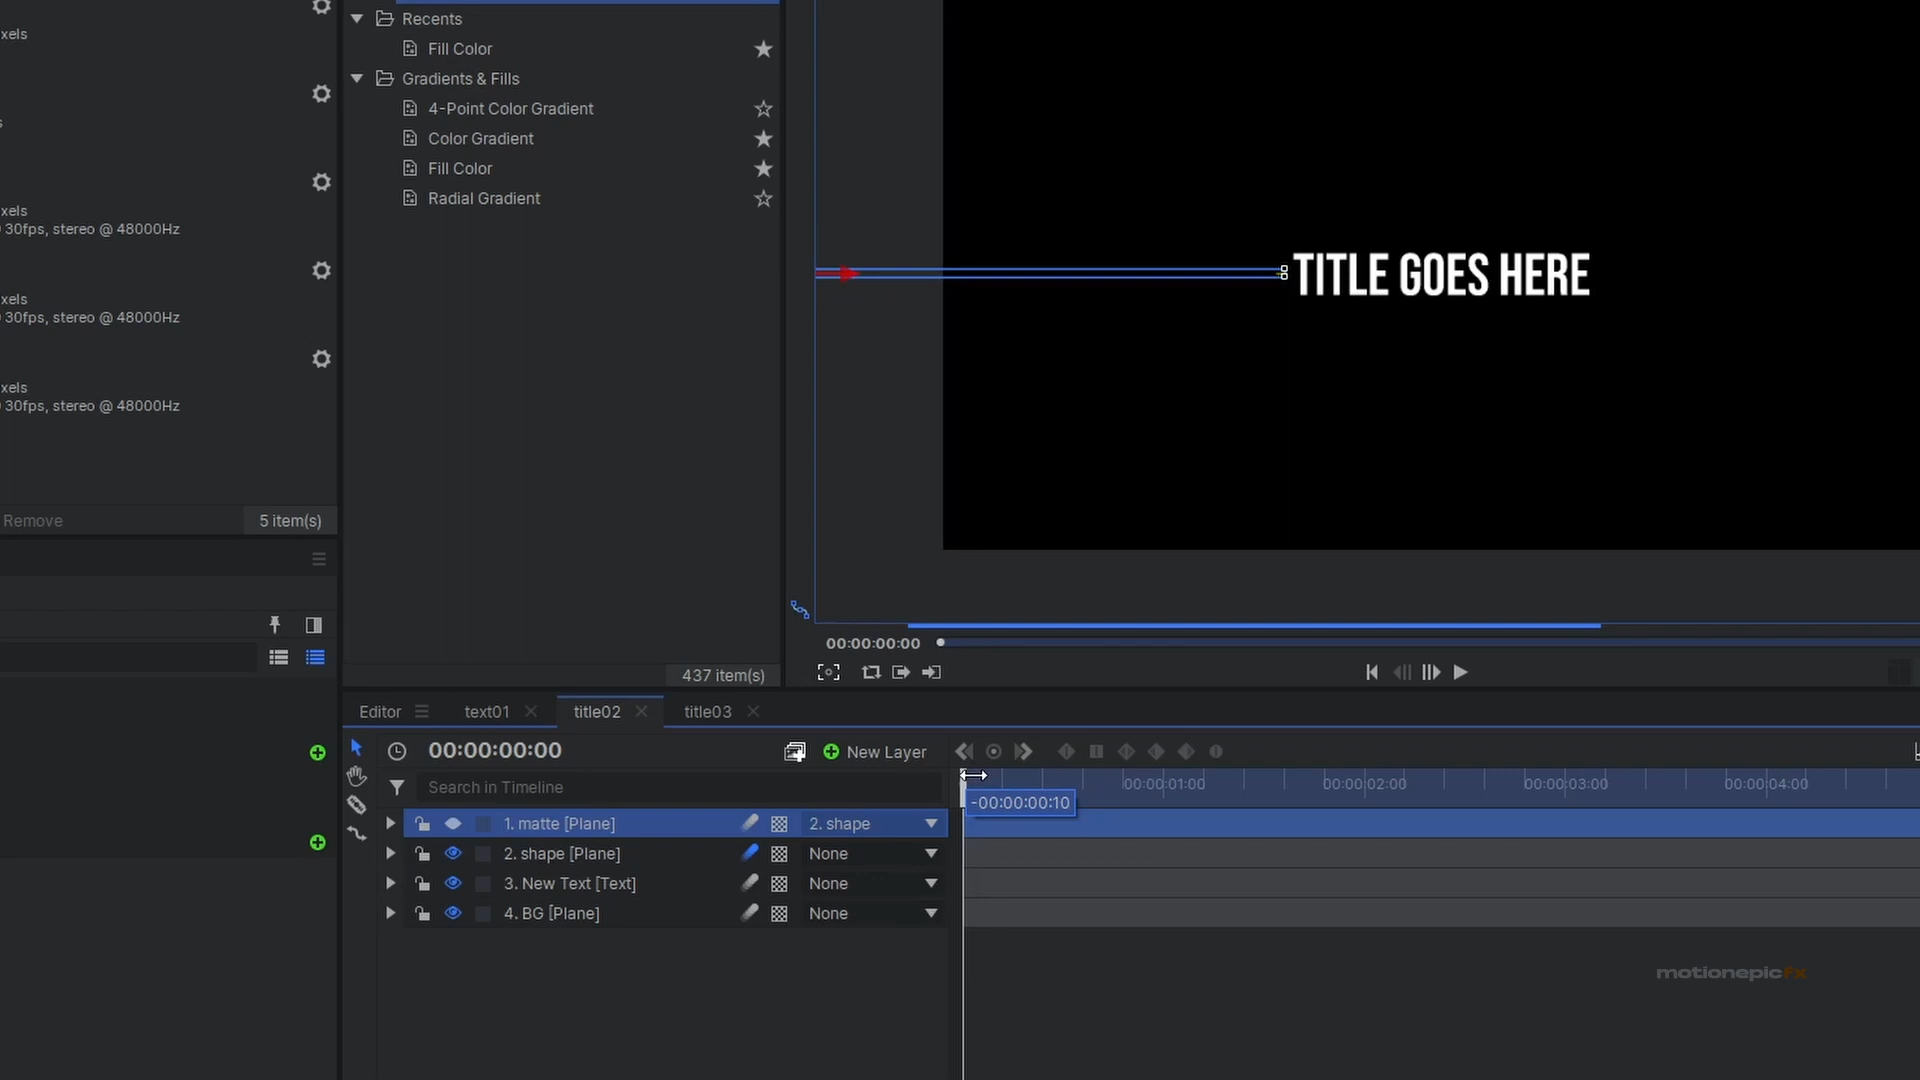 xels
xels
30fps, stereo @ 48000Hz
xels
30fps, stereo @ 48000Hz
xels
30fps, stereo @ 48000Hz
Remove
5 item(s)
Recents
Fill Color
Gradients & Fills
4-Point Color Gradient
Color Gradient
Fill Color
Radial Gradient
437 item(s)
TITLE GOES HERE
00:00:00:00
Editor
text01
title02
title03
00:00:00:00
New Layer
Search in Timeline
00:00:01:00
00:00:02:00
00:00:03:00
00:00:04:00
-00:00:00:10
1. matte [Plane]
2. shape
2. shape [Plane]
None
3. New Text [Text]
None
4. BG [Plane]
None
motionepicfx